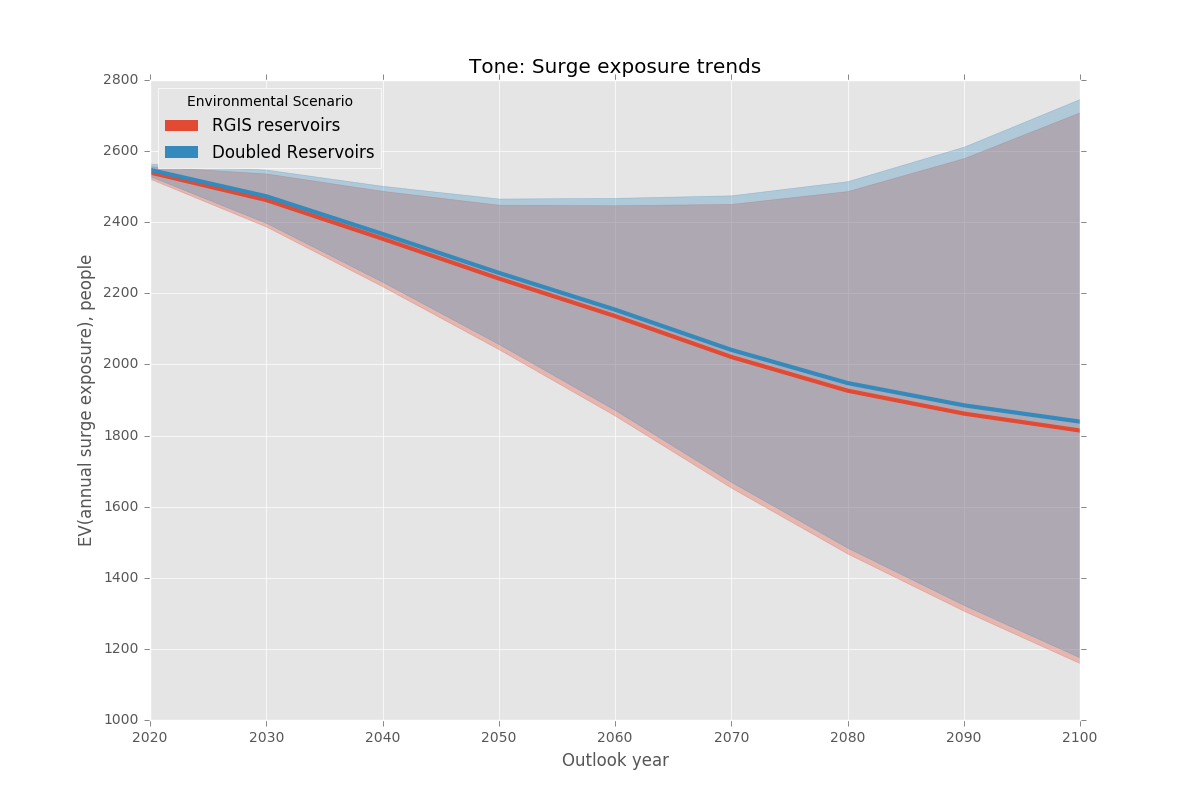 Tone: Surge exposure trends
Environmental Scenario
RGIS reservoirs
Doubled Reservoirs
EV(annual surge exposure), people
2800
2600
2400
2200
2000
1800
1600
1400
1200
1000
2020 2030 2040 2050 2060 2070 2080 2090 2100
Outlook year